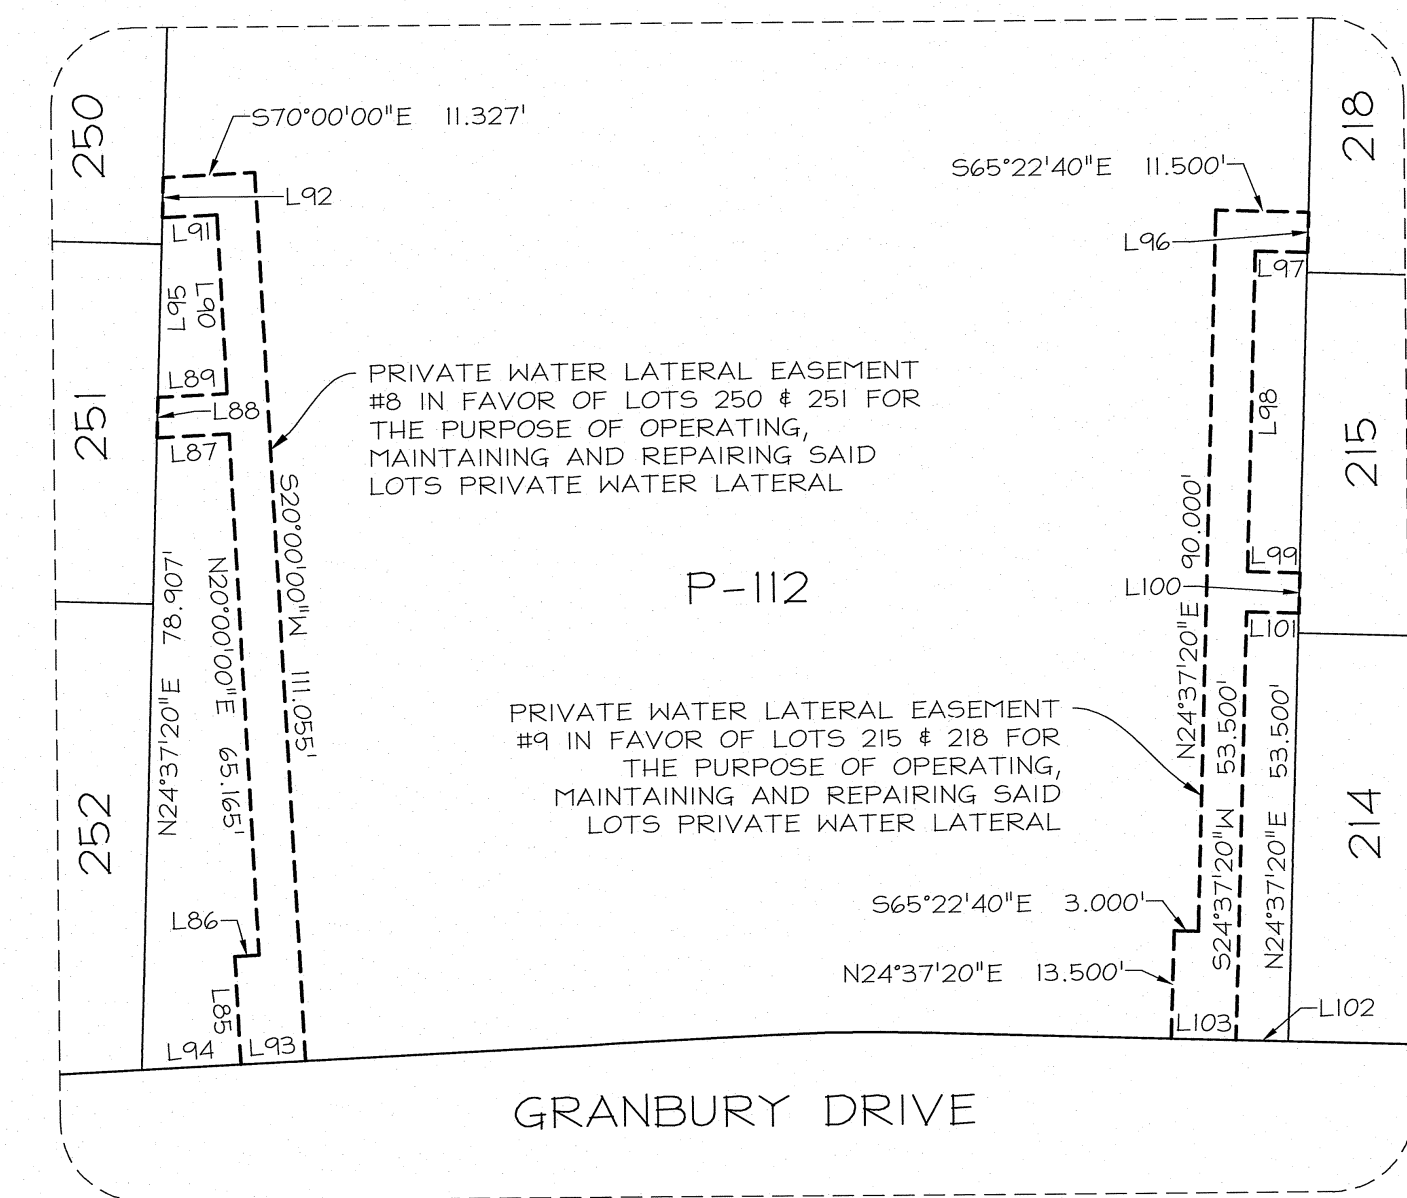 250
218
S70°00'00"E 11.327'
S65°22'40"E 11.500'
L92
L91
L96
L97
L95
L90
L89
L88
L87
251
PRIVATE WATER LATERAL EASEMENT
#8 IN FAVOR OF LOTS 250 & 251 FOR
THE PURPOSE OF OPERATING,
MAINTAINING AND REPAIRING SAID
LOTS PRIVATE WATER LATERAL
L98
215
S20°00'00"W 111.055'
N24°37'20"E 90.000'
L99
L100
L101
P-112
N24°37'20"E 78.907'
N20°00'00"E 65.165'
252
PRIVATE WATER LATERAL EASEMENT
#9 IN FAVOR OF LOTS 215 & 218 FOR
THE PURPOSE OF OPERATING,
MAINTAINING AND REPAIRING SAID
LOTS PRIVATE WATER LATERAL
S24°37'20"W 53.500'
N24°37'20"E 53.500'
214
L86
S65°22'40"E 3.000'
N24°37'20"E 13.500'
L85
L94
L93
L103
L102
GRANBURY DRIVE